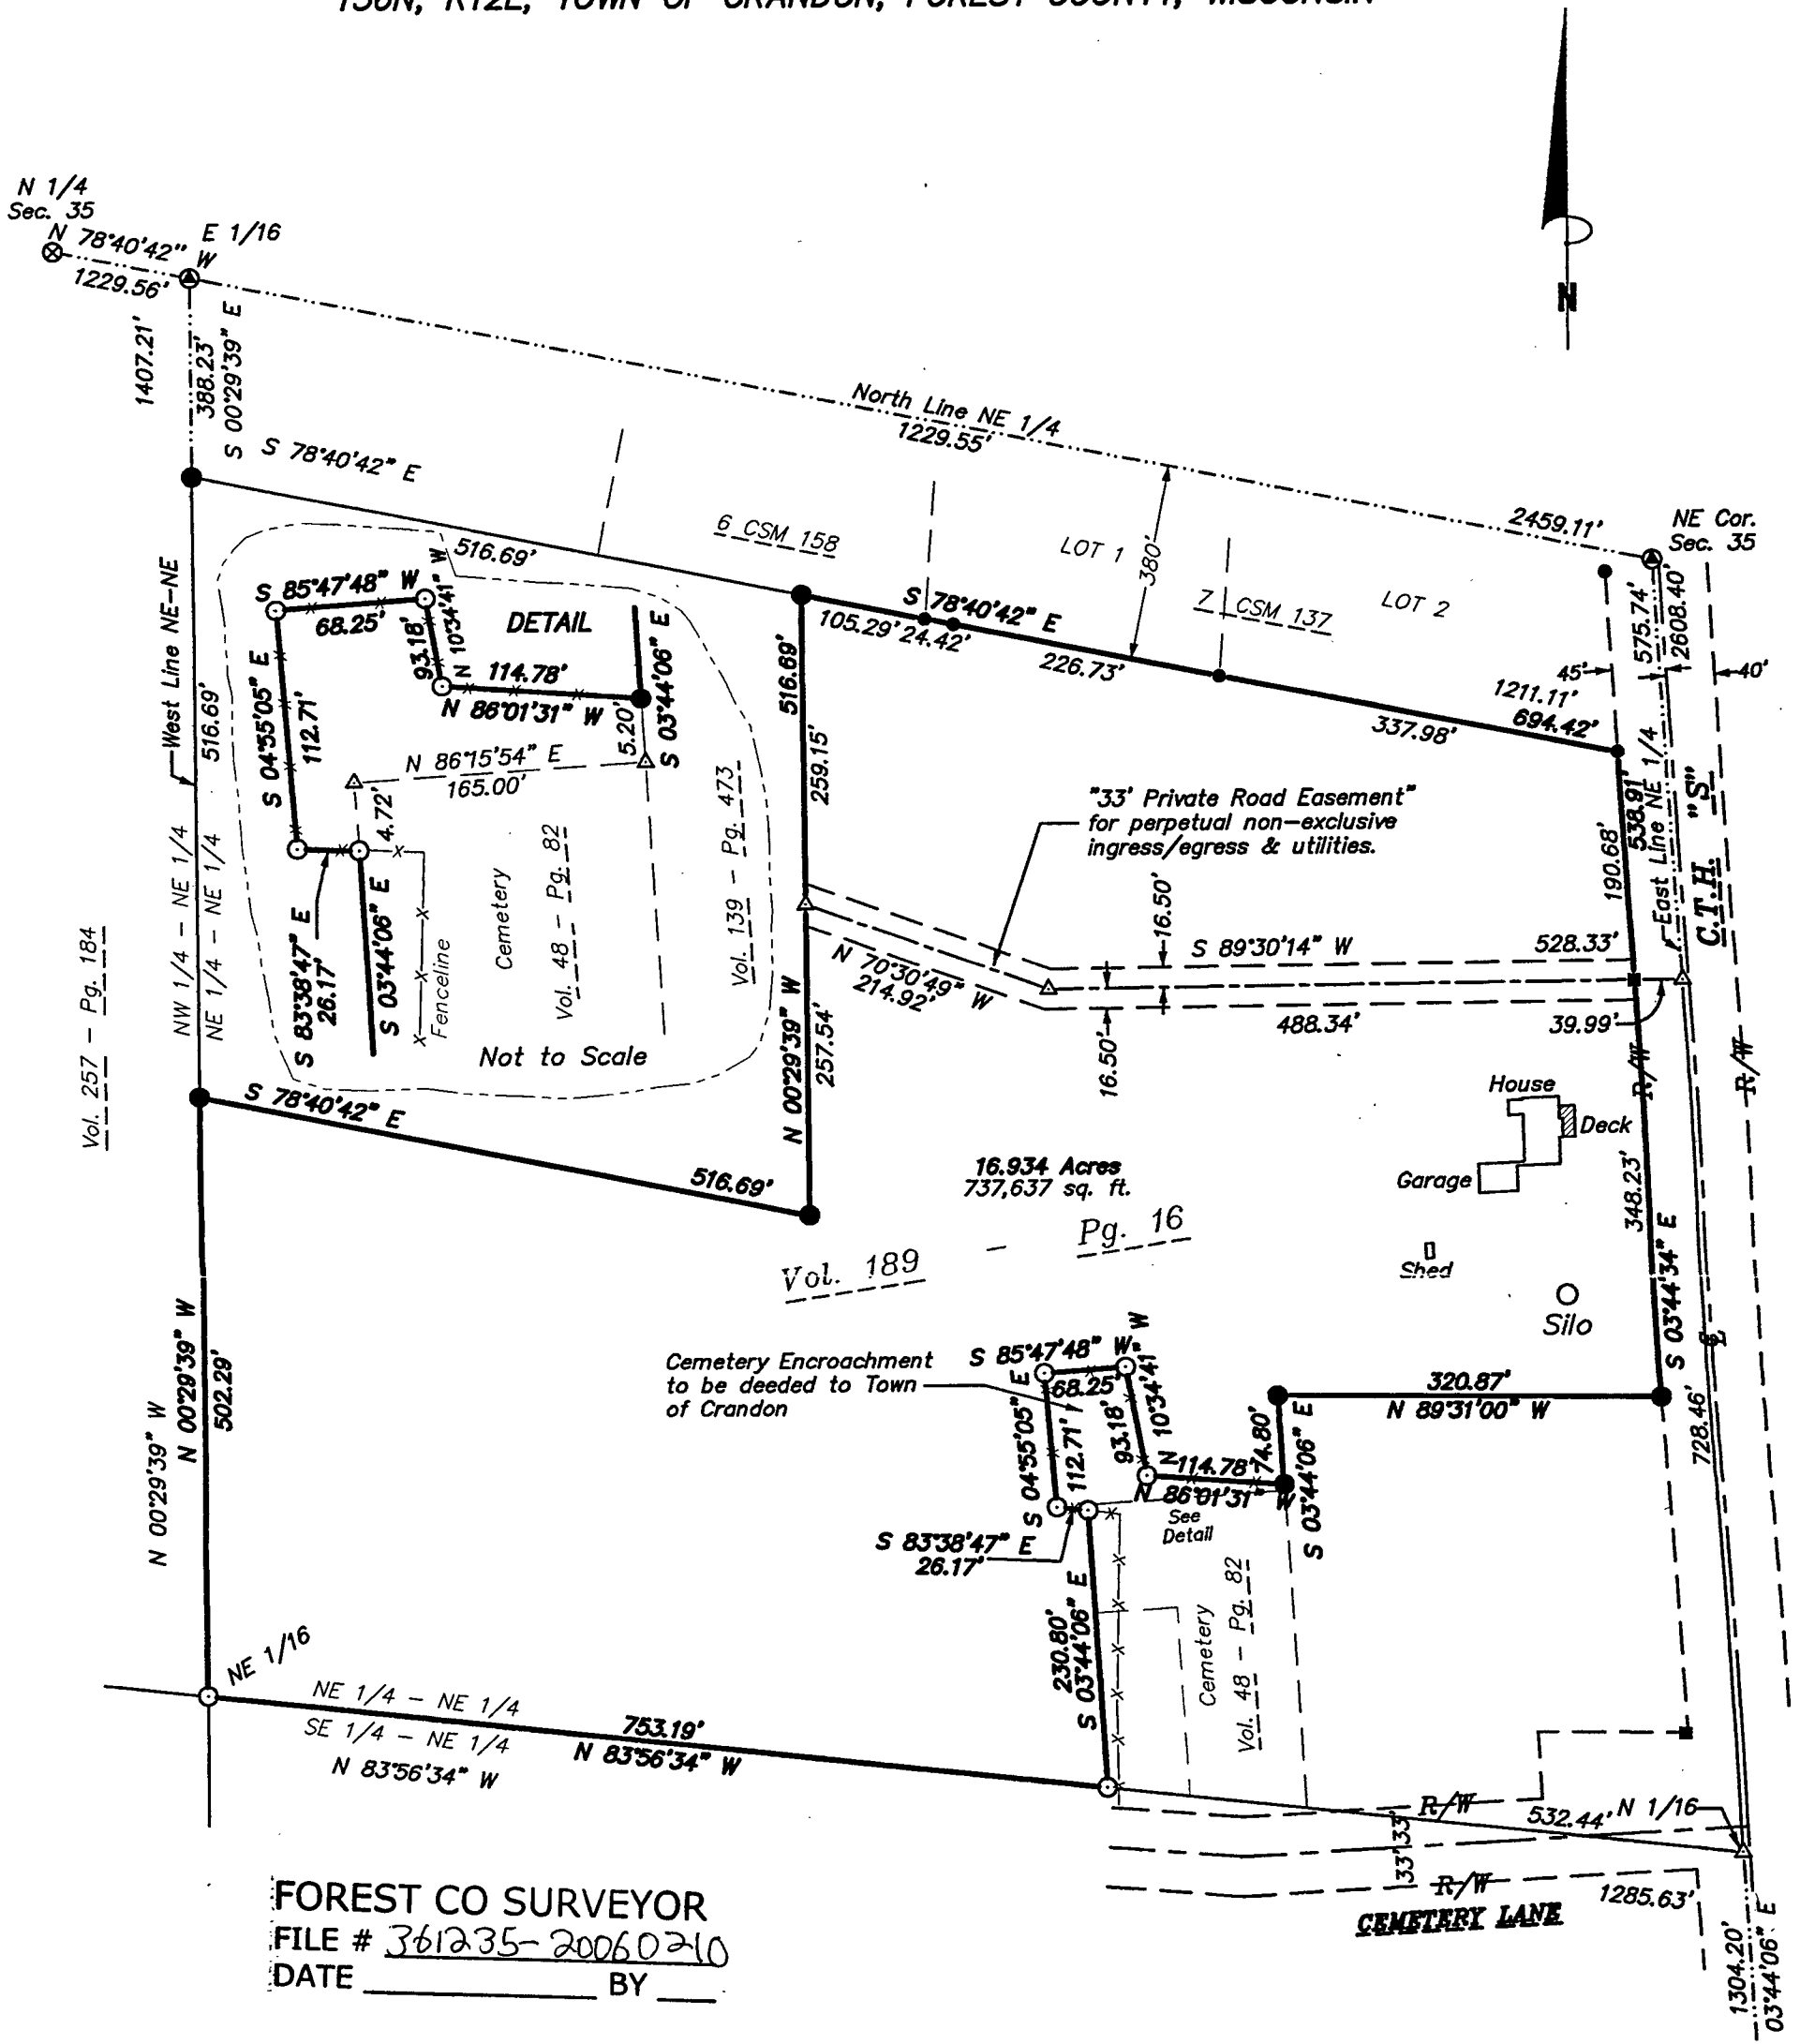 T36N, R12E, TOWN OF CRANDON, FOREST COUNTY, WISCONSIN
N
N 1/4
Sec. 35
N 78°40'42" W
1229.56'
E 1/16
1407.21'
388.23'
S 00°29'39" E
North Line NE 1/4
1229.55'
2459.11'
NE Cor.
Sec. 35
S 78°40'42" E
516.69'
6 CSM 158
LOT 1
380'
7 CSM 137
LOT 2
S 78°40'42" E
105.29'
24.42'
226.73'
337.98'
1211.11'
694.42'
45'
575.74'
2608.40'
40'
538.91'
190.68'
East Line NE 1/4
C.T.H. "S"
West Line NE-NE
516.69'
NW 1/4 - NE 1/4
NE 1/4 - NE 1/4
Vol. 257 - Pg. 184
S 85°47'48" W
68.25'
93.18'
N 10°34'41" W
DETAIL
114.78'
N 86°01'31" W
S 03°44'06" E
5.20'
S 04°55'05" E
112.71'
N 86°15'54" E
165.00'
4.72'
S 83°38'47" E
26.17'
S 03°44'06" E
Fenceline
Cemetery
Vol. 48 - Pg. 82
Vol. 139 - Pg. 473
Not to Scale
516.69'
259.15'
N 00°29'39" W
257.54'
"33' Private Road Easement"
for perpetual non-exclusive
ingress/egress & utilities.
N 70°30'49" W
214.92'
16.50'
16.50'
S 89°30'14" W
528.33'
488.34'
39.99'
R/W
R/W
House
Deck
Garage
348.23'
S 03°44'34" E
Shed
Silo
S 78°40'42" E
516.69'
16.934 Acres
737,637 sq. ft.
Vol. 189 - Pg. 16
N 00°29'39" W
N 00°29'39" W
502.29'
Cemetery Encroachment
to be deeded to Town
of Crandon
S 85°47'48" W
68.25'
S 04°55'05" E
112.71'
93.18'
N 10°34'41" W
114.78'
N 86°01'31" W
74.80'
S 03°44'06" E
320.87'
N 89°31'00" W
728.46'
See
Detail
S 83°38'47" E
26.17'
230.80'
S 03°44'06" E
Cemetery
Vol. 48 - Pg. 82
NE 1/16
NE 1/4 - NE 1/4
SE 1/4 - NE 1/4
N 83°56'34" W
753.19'
N 83°56'34" W
R/W
532.44'
N 1/16
33'
33'
R/W
1285.63'
CEMETERY LANE
1304.20'
03°44'06" E
FOREST CO SURVEYOR
FILE # 361235-20060210
DATE
BY